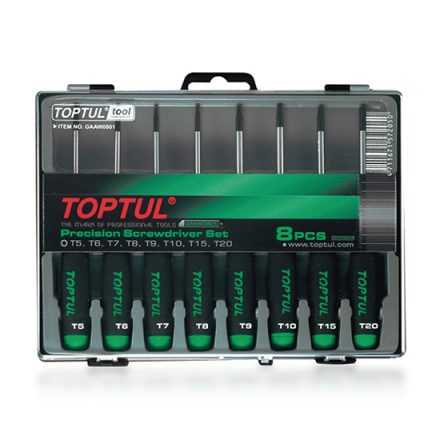 TOPTUL® tool
ITEM NO. GAAW0801
TOPTUL®
THE MARK OF PROFESSIONAL TOOLS
Precision Screwdriver Set
8PCS
T5, T6, T7, T8, T9, T10, T15, T20
www.toptul.com
TOPTUL TOPTUL TOPTUL TOPTUL TOPTUL TOPTUL TOPTUL TOPTUL
T5 T6 T7 T8 T9 T10 T15 T20